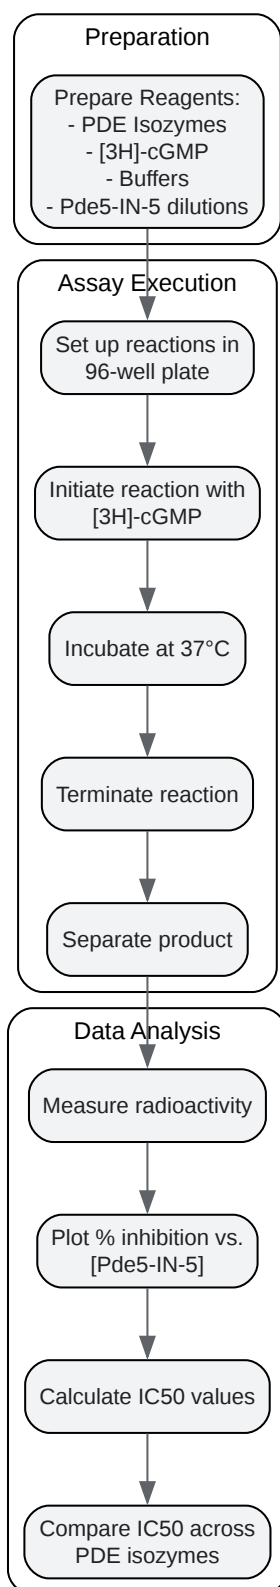 Preparation
Prepare Reagents:
- PDE Isozymes
- [3H]-cGMP
- Buffers
- Pde5-IN-5 dilutions
Assay Execution
Set up reactions in
96-well plate
Initiate reaction with
[3H]-cGMP
Incubate at 37°C
Terminate reaction
Separate product
Data Analysis
Measure radioactivity
Plot % inhibition vs.
[Pde5-IN-5]
Calculate IC50 values
Compare IC50 across
PDE isozymes